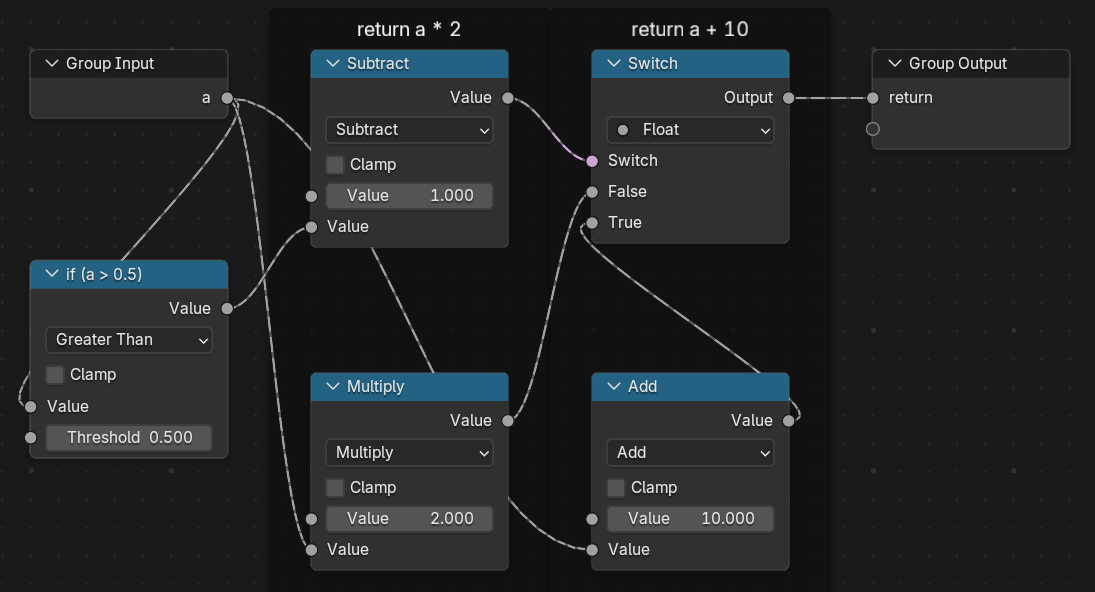 return a * 2
return a + 10
Group Input
a
Subtract
Value
Subtract
Clamp
Value 1.000
Value
Switch
Output
Float
Switch
False
True
Group Output
return
if (a > 0.5)
Value
Greater Than
Clamp
Value
Threshold 0.500
Multiply
Value
Multiply
Clamp
Value 2.000
Value
Add
Value
Add
Clamp
Value 10.000
Value